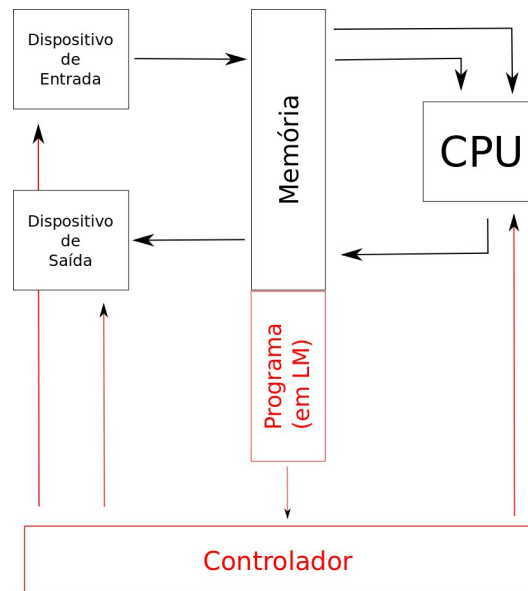 Dispositivo
de
Entrada
Memória
CPU
Dispositivo
de
Saída
Programa
(em LM)
Controlador